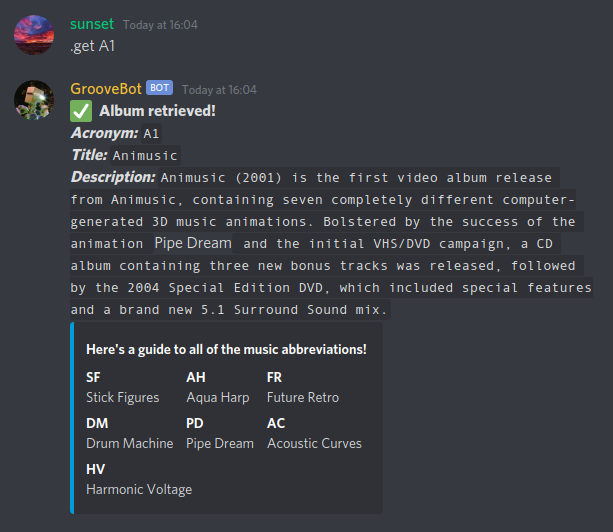 sunset Today at 16:04
.get A1
GrooveBot BOT Today at 16:04
✅ Album retrieved!
Acronym: A1
Title: Animusic
Description: Animusic (2001) is the first video album release
from Animusic, containing seven completely different computer-
generated 3D music animations. Bolstered by the success of the
animation Pipe Dream and the initial VHS/DVD campaign, a CD
album containing three new bonus tracks was released, followed
by the 2004 Special Edition DVD, which included special features
and a brand new 5.1 Surround Sound mix.
Here's a guide to all of the music abbreviations!
SF AH FR
Stick Figures Aqua Harp Future Retro
DM PD AC
Drum Machine Pipe Dream Acoustic Curves
HV
Harmonic Voltage